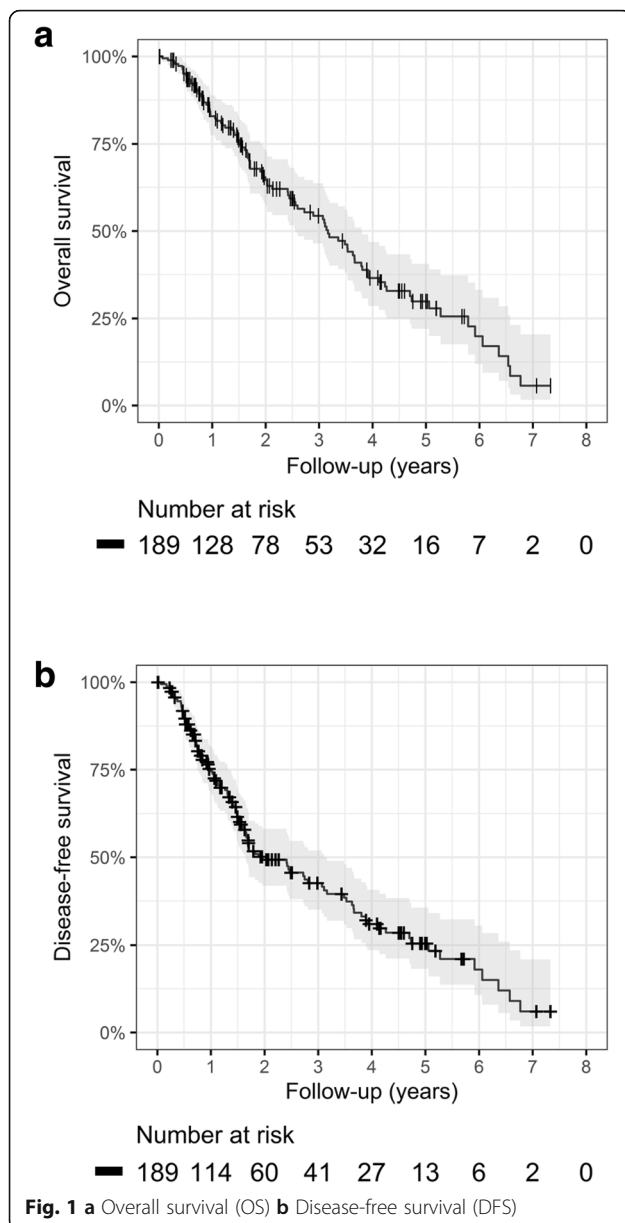 a
100%
75%
50%
25%
0%
Overall survival
0 1 2 3 4 5 6 7 8
Follow-up (years)
Number at risk
189 128 78 53 32 16 7 2 0
b
100%
75%
50%
25%
0%
Disease-free survival
0 1 2 3 4 5 6 7 8
Follow-up (years)
Number at risk
189 114 60 41 27 13 6 2 0
Fig. 1 a Overall survival (OS) b Disease-free survival (DFS)